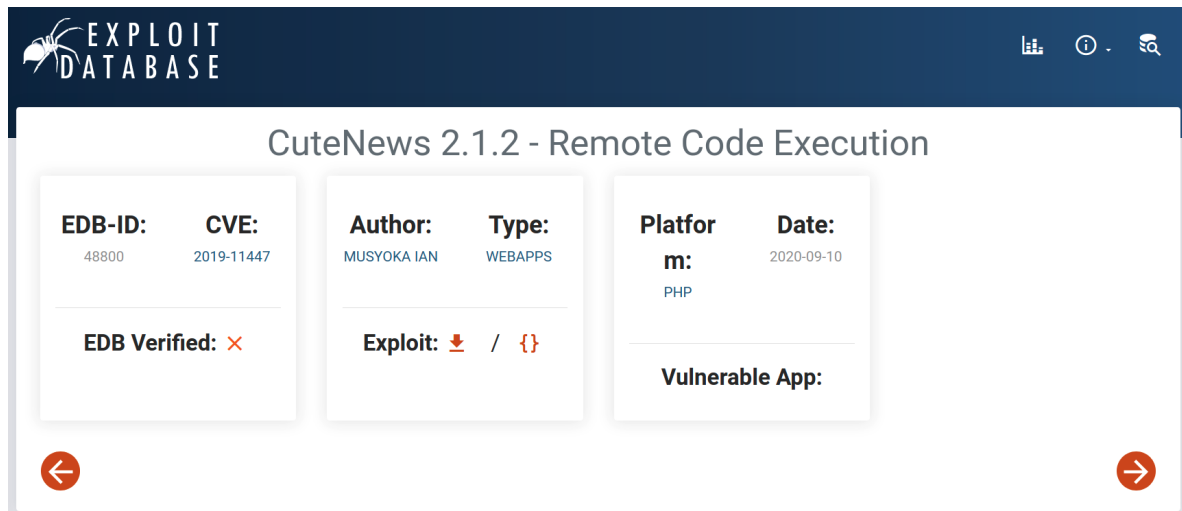 EXPLOIT
DATABASE
CuteNews 2.1.2 - Remote Code Execution
EDB-ID:
48800
CVE:
2019-11447
EDB Verified: ×
Author:
MUSYOKA IAN
Type:
WEBAPPS
Exploit: / {}
Platfor
m:
PHP
Date:
2020-09-10
Vulnerable App: